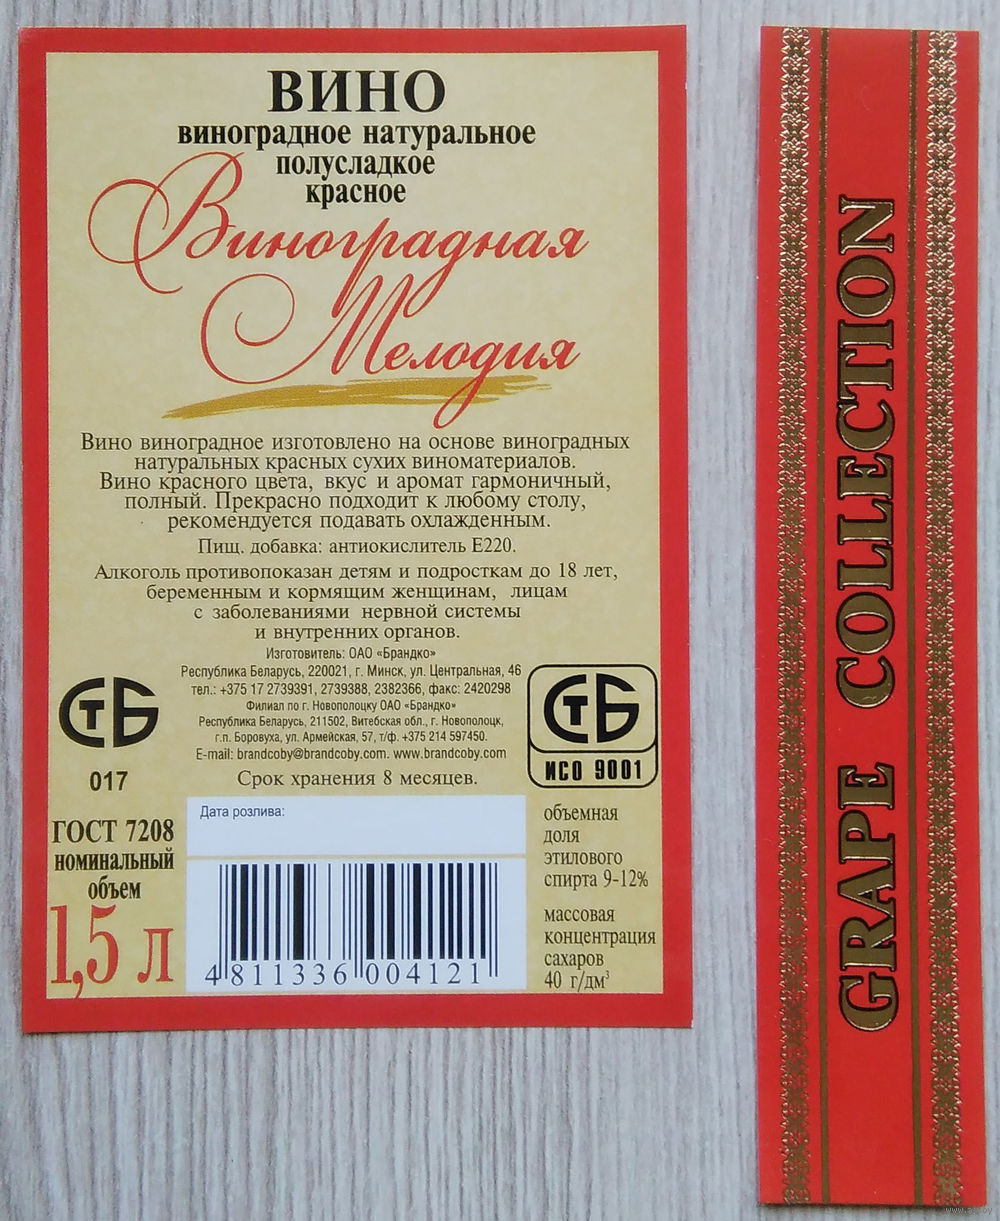 ВИНО
виноградное натуральное
полусладкое
красное
Виноградная
Мелодия
Вино виноградное изготовлено на основе виноградных
натуральных красных сухих виноматериалов.
Вино красного цвета, вкус и аромат гармоничный,
полный. Прекрасно подходит к любому столу,
рекомендуется подавать охлажденным.
Пищ. добавка: антиокислитель Е220.
Алкоголь противопоказан детям и подросткам до 18 лет,
беременным и кормящим женщинам, лицам
с заболеваниями нервной системы
и внутренних органов.
Изготовитель: ОАО «Брандко»
Республика Беларусь, 220021, г. Минск, ул. Центральная, 46
тел.: +375 17 2739391, 2739388, 2382366, факс: 2420298
Филиал по г. Новополоцку ОАО «Брандко»
Республика Беларусь, 211502, Витебская обл., г. Новополоцк,
г.п. Боровуха, ул. Армейская, 57, т/ф. +375 214 597450.
E-mail: brandcoby@brandcoby.com. www.brandcoby.com
Срок хранения 8 месяцев.
СТБ
017
СТБ
ИСО 9001
ГОСТ 7208
номинальный
объем
1,5 л
Дата розлива:
4 811336 004121
объемная
доля
этилового
спирта 9-12%
массовая
концентрация
сахаров
40 г/дм³
GRAPE COLLECTION